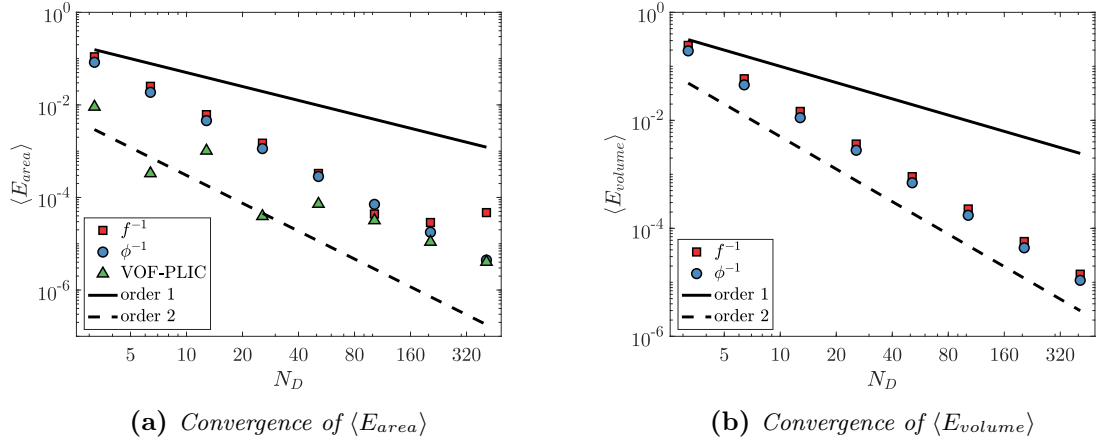 10^0
10^-2
10^-4
10^-6
⟨E_area⟩
f^-1
ϕ^-1
VOF-PLIC
order 1
order 2
5 10 20 40 80 160 320
N_D
(a) Convergence of ⟨E_area⟩
10^0
10^-2
10^-4
10^-6
⟨E_volume⟩
f^-1
ϕ^-1
order 1
order 2
5 10 20 40 80 160 320
N_D
(b) Convergence of ⟨E_volume⟩